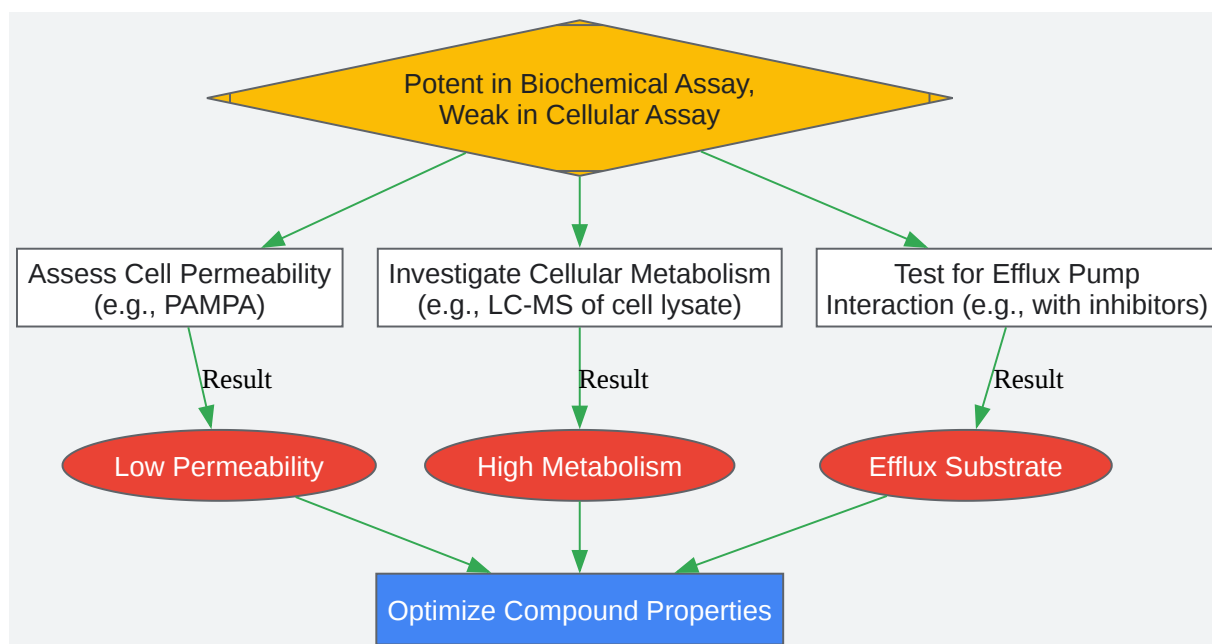 Potent in Biochemical Assay,
Weak in Cellular Assay
Assess Cell Permeability
(e.g., PAMPA)
Investigate Cellular Metabolism
(e.g., LC-MS of cell lysate)
Test for Efflux Pump
Interaction (e.g., with inhibitors)
Result
Result
Result
Low Permeability
High Metabolism
Efflux Substrate
Optimize Compound Properties